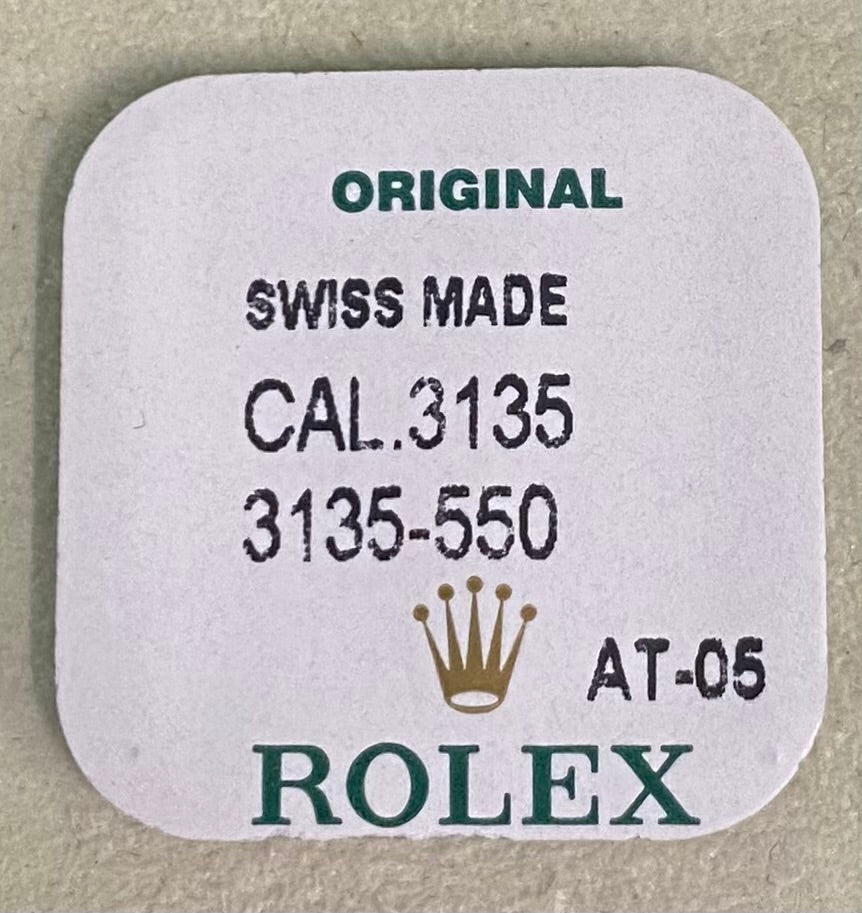 ORIGINAL
SWISS MADE
CAL.3135
3135-550
AT-05
ROLEX